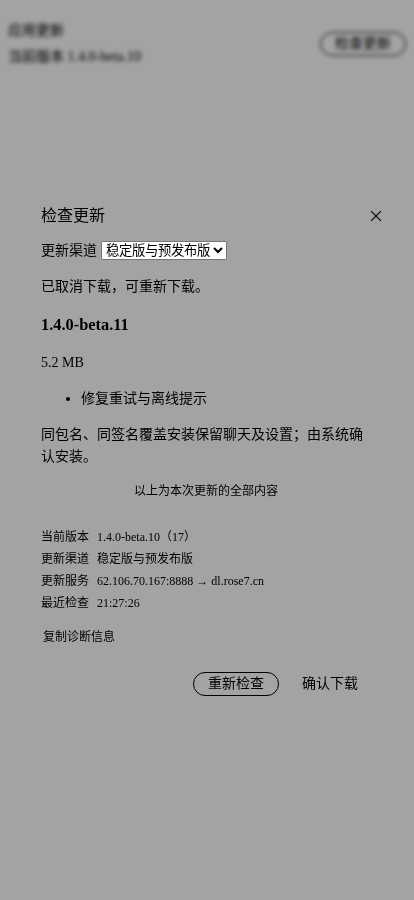 应用更新
当前版本 1.4.0-beta.10
检查更新
检查更新
更新渠道 稳定版与预发布版
已取消下载，可重新下载。
1.4.0-beta.11
5.2 MB
• 修复重试与离线提示
同包名、同签名覆盖安装保留聊天及设置；由系统确
认安装。
以上为本次更新的全部内容
当前版本 1.4.0-beta.10（17）
更新渠道 稳定版与预发布版
更新服务 62.106.70.167:8888 → dl.rose7.cn
最近检查 21:27:26
复制诊断信息
重新检查 确认下载